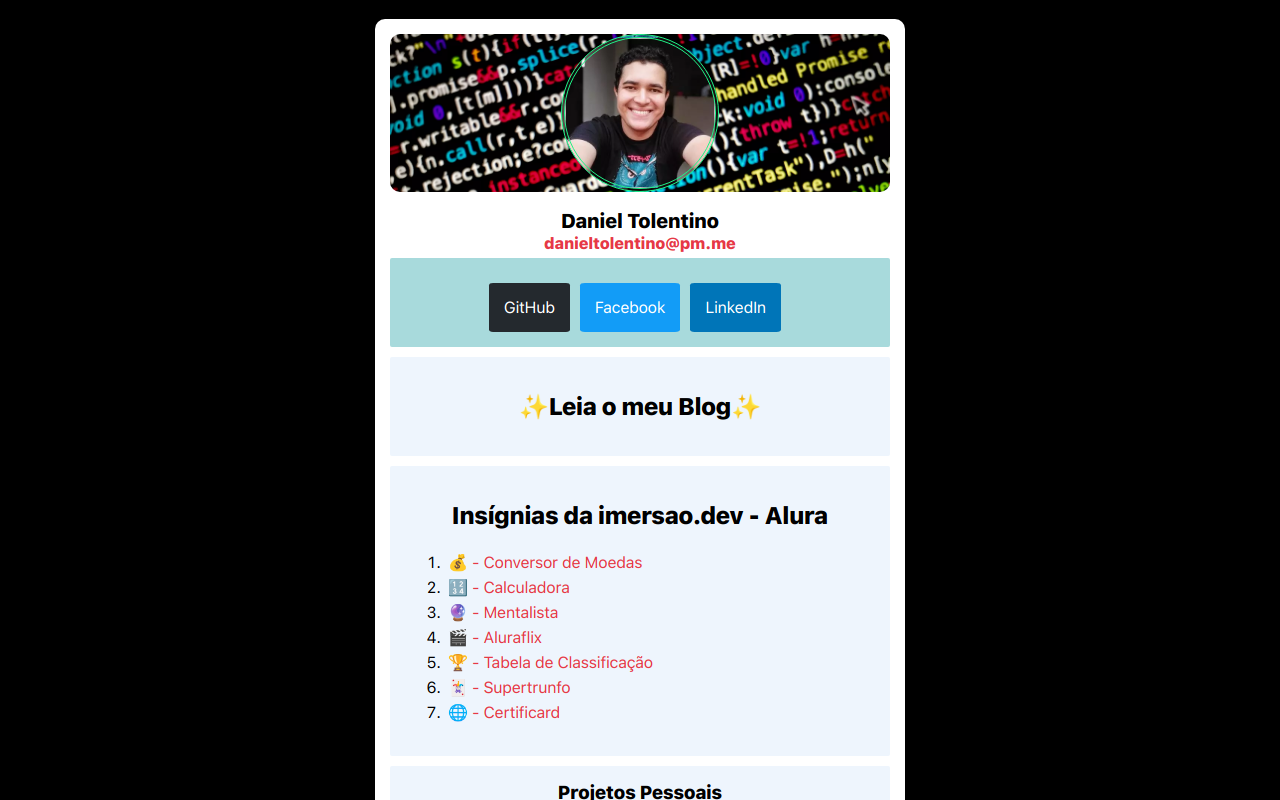 Daniel Tolentino
danieltolentino@pm.me
GitHub
Facebook
LinkedIn
✨Leia o meu Blog✨
Insígnias da imersao.dev - Alura
1. 💰 - Conversor de Moedas
2. 🔢 - Calculadora
3. 🔮 - Mentalista
4. 🎬 - Aluraflix
5. 🏆 - Tabela de Classificação
6. 🃏 - Supertrunfo
7. 🌐 - Certificard
Projetos Pessoais